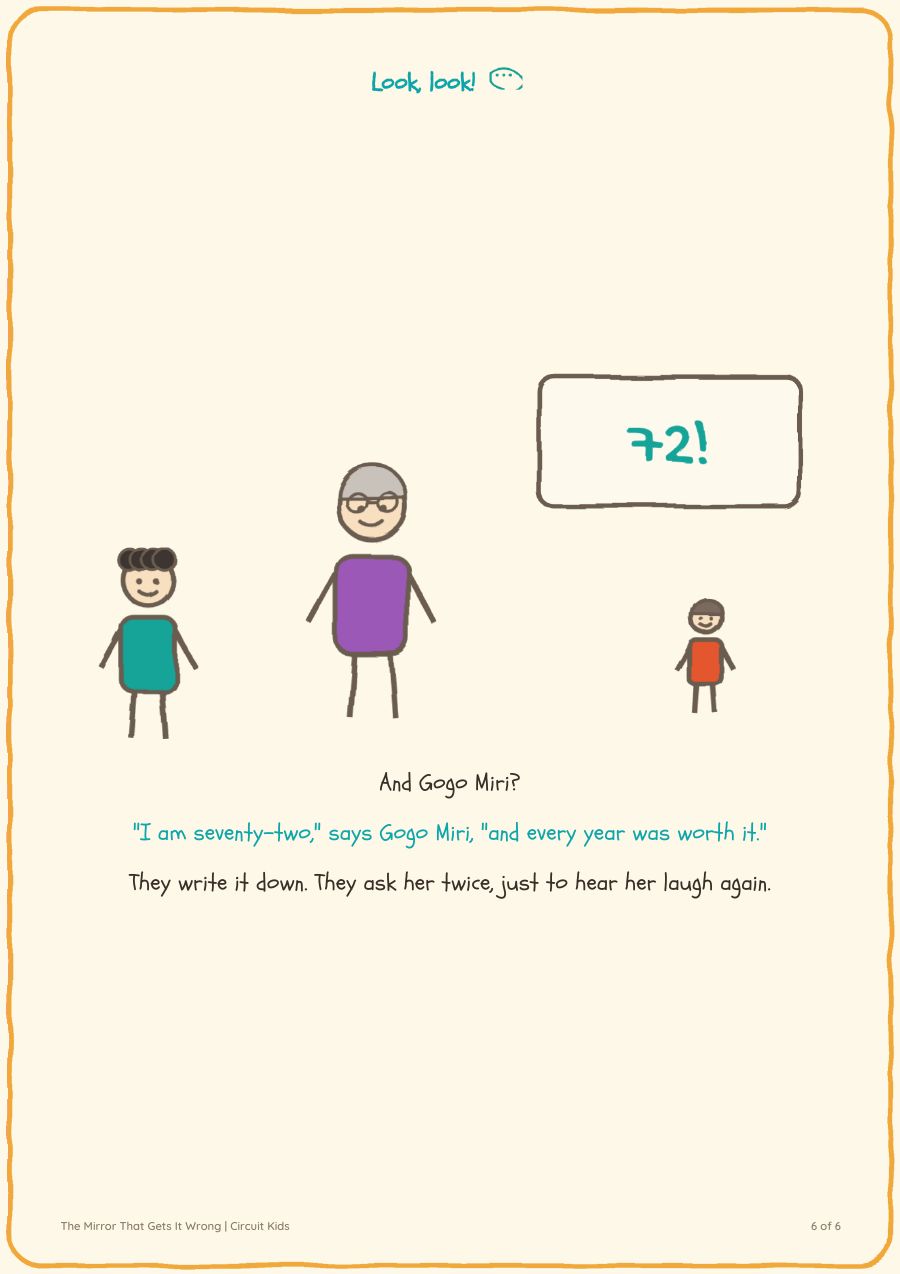 Look, look!
72!
And Gogo Miri?
"I am seventy-two," says Gogo Miri, "and every year was worth it."
They write it down. They ask her twice, just to hear her laugh again.
The Mirror That Gets It Wrong | Circuit Kids
6 of 6